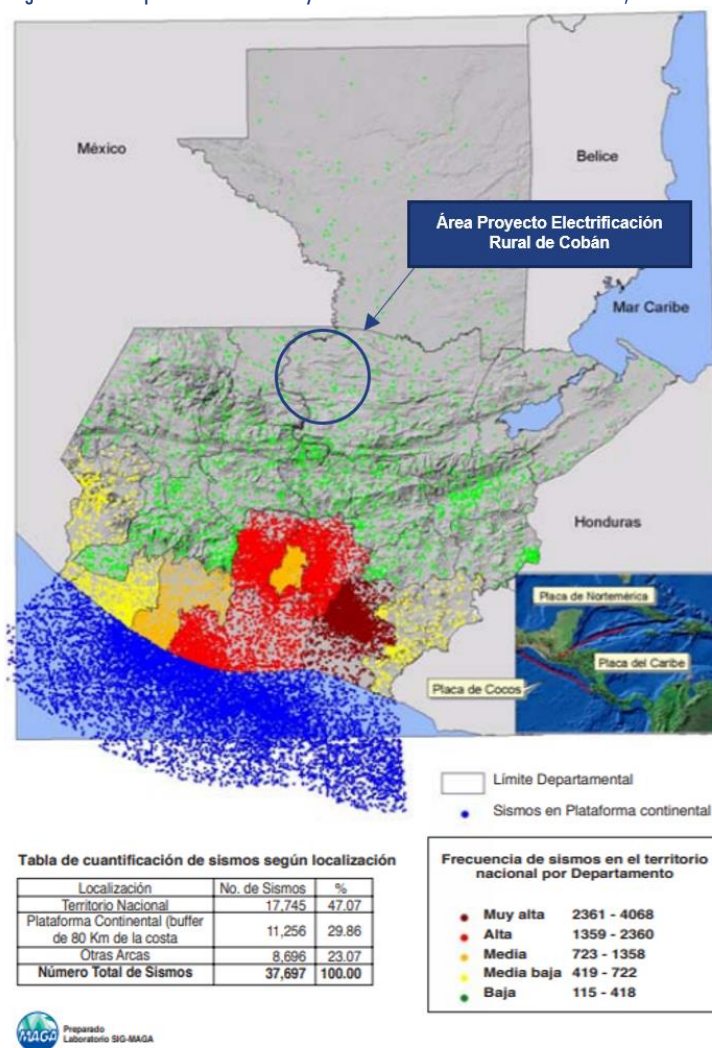 México
Belice
Área Proyecto Electrificación
Rural de Cobán
Mar Caribe
Honduras
Placa de Nortemérica
Placa del Caribe
Placa de Cocos
Límite Departamental
Sismos en Plataforma continental
Tabla de cuantificación de sismos según localización
Localización No. de Sismos %
Territorio Nacional 17,745 47.07
Plataforma Continental (buffer
de 80 Km de la costa 11,256 29.86
Otras Arcas 8,696 23.07
Número Total de Sismos 37,697 100.00
Frecuencia de sismos en el territorio
nacional por Departamento
Muy alta 2361 - 4068
Alta 1359 - 2360
Media 723 - 1358
Media baja 419 - 722
Baja 115 - 418
MAGA
Preparado
Laboratorio SIG-MAGA